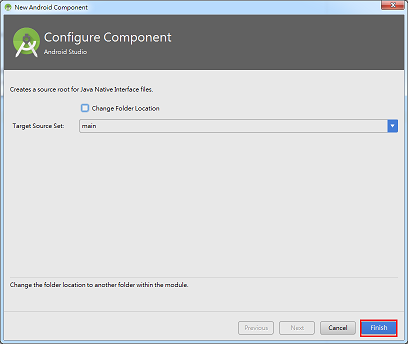 New Android Component
Configure Component
Android Studio
Creates a source root for Java Native Interface files.
Change Folder Location
Target Source Set: main
Change the folder location to another folder within the module.
Previous Next Cancel Finish